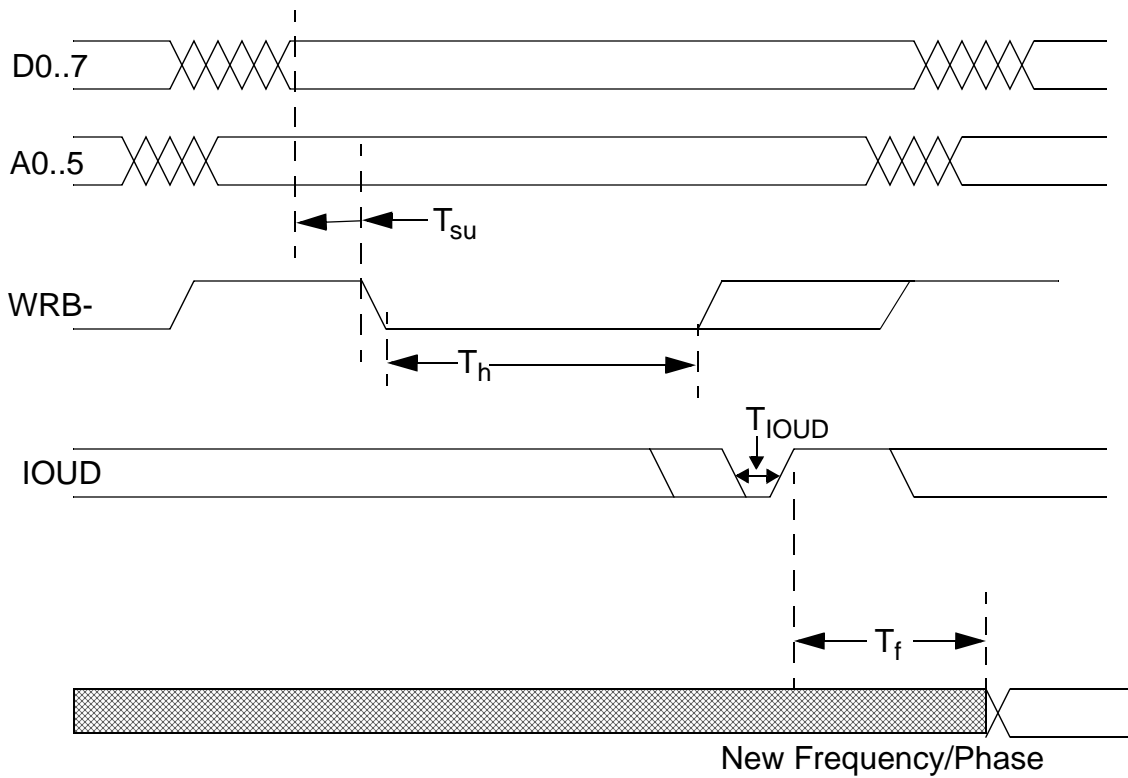 D0..7
A0..5
Tsu
WRB-
Th
TIOUD
IOUD
Tf
New Frequency/Phase